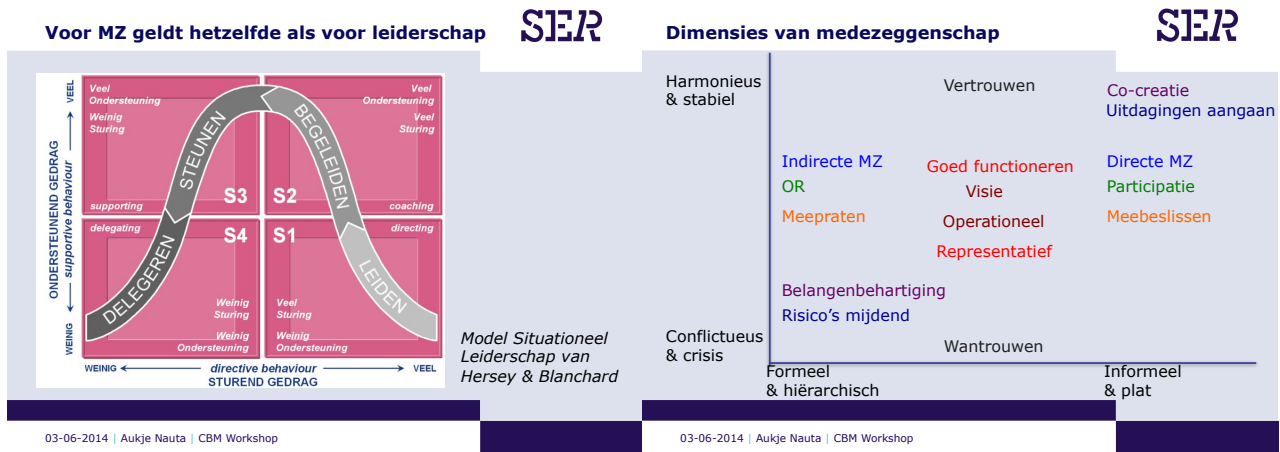 Voor MZ geldt hetzelfde als voor leiderschap
SER
VEEL
ONDERSTEUNEND GEDRAG
supportive behaviour
WEINIG
Veel
Ondersteuning
Weinig
Sturing
supporting
S3
Veel
Ondersteuning
Veel
Sturing
S2
coaching
delegating
S4
Weinig
Sturing
Weinig
Ondersteuning
S1
directing
Veel
Sturing
Weinig
Ondersteuning
DELEGEREN
STEUNEN
BEGELEIDEN
LEIDEN
WEINIG
directive behaviour
VEEL
STUREND GEDRAG
Model Situationeel
Leiderschap van
Hersey & Blanchard
03-06-2014 | Aukje Nauta | CBM Workshop
Dimensies van medezeggenschap
SER
Harmonieus
& stabiel
Vertrouwen
Co-creatie
Uitdagingen aangaan
Indirecte MZ
Goed functioneren
Directe MZ
OR
Visie
Participatie
Meepraten
Operationeel
Meebeslissen
Representatief
Belangenbehartiging
Risico's mijdend
Conflictueus
& crisis
Wantrouwen
Formeel
& hiërarchisch
Informeel
& plat
03-06-2014 | Aukje Nauta | CBM Workshop